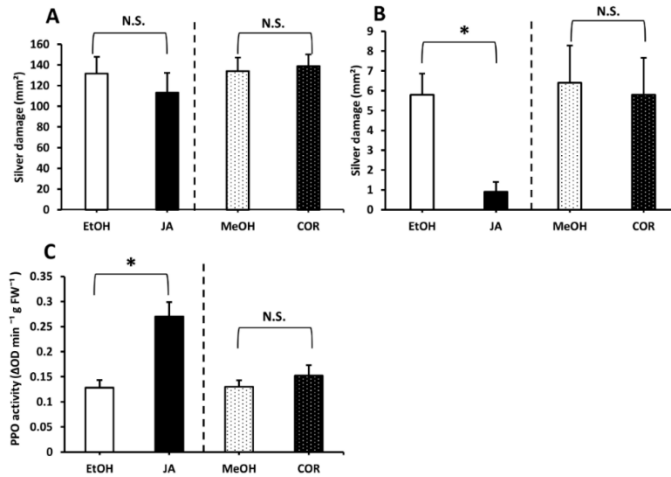 A
N.S.
N.S.
Silver damage (mm²)
160
140
120
100
80
60
40
20
0
EtOH
JA
MeOH
COR
B
*
N.S.
Silver damage (mm²)
9
8
7
6
5
4
3
2
1
0
EtOH
JA
MeOH
COR
C
*
N.S.
PPO activity (ΔOD min ⁻¹ g FW⁻¹)
0.35
0.3
0.25
0.2
0.15
0.1
0.05
0
EtOH
JA
MeOH
COR